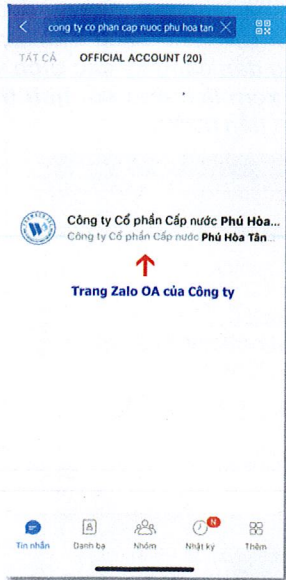 cong ty co phan cap nuoc phu hoa tan
TẤT CẢ OFFICIAL ACCOUNT (20)
Công ty Cổ phần Cấp nước Phú Hòa...
Công ty Cổ phần Cấp nước Phú Hòa Tân...
Trang Zalo OA của Công ty
N
Tin nhắn Danh bạ Nhóm Nhật ký Thêm